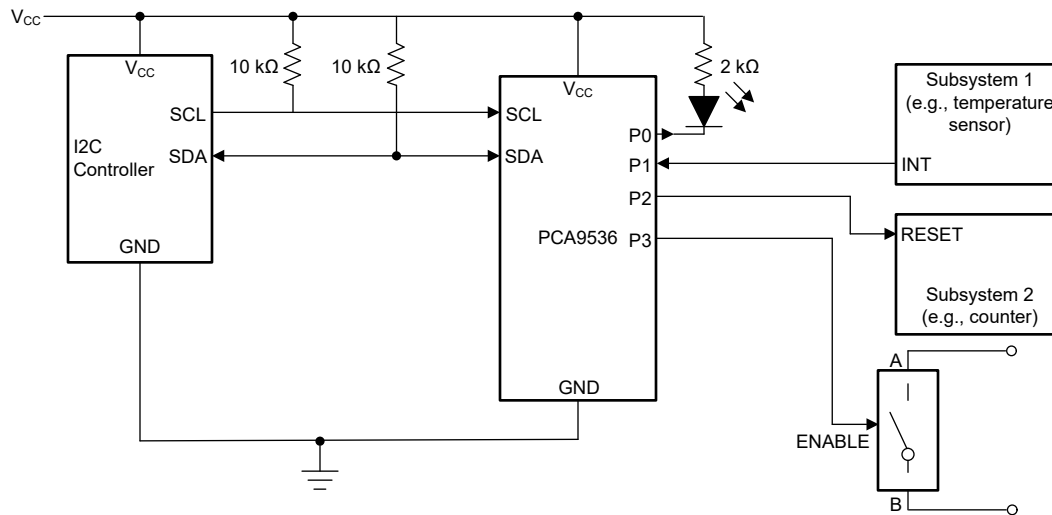 VCC
VCC
SCL
I2C
Controller
SDA
GND
10 kΩ
10 kΩ
VCC
SCL
SDA
P0
P1
P2
PCA9536
P3
GND
2 kΩ
Subsystem 1
(e.g., temperature
sensor)
INT
RESET
Subsystem 2
(e.g., counter)
A
ENABLE
B